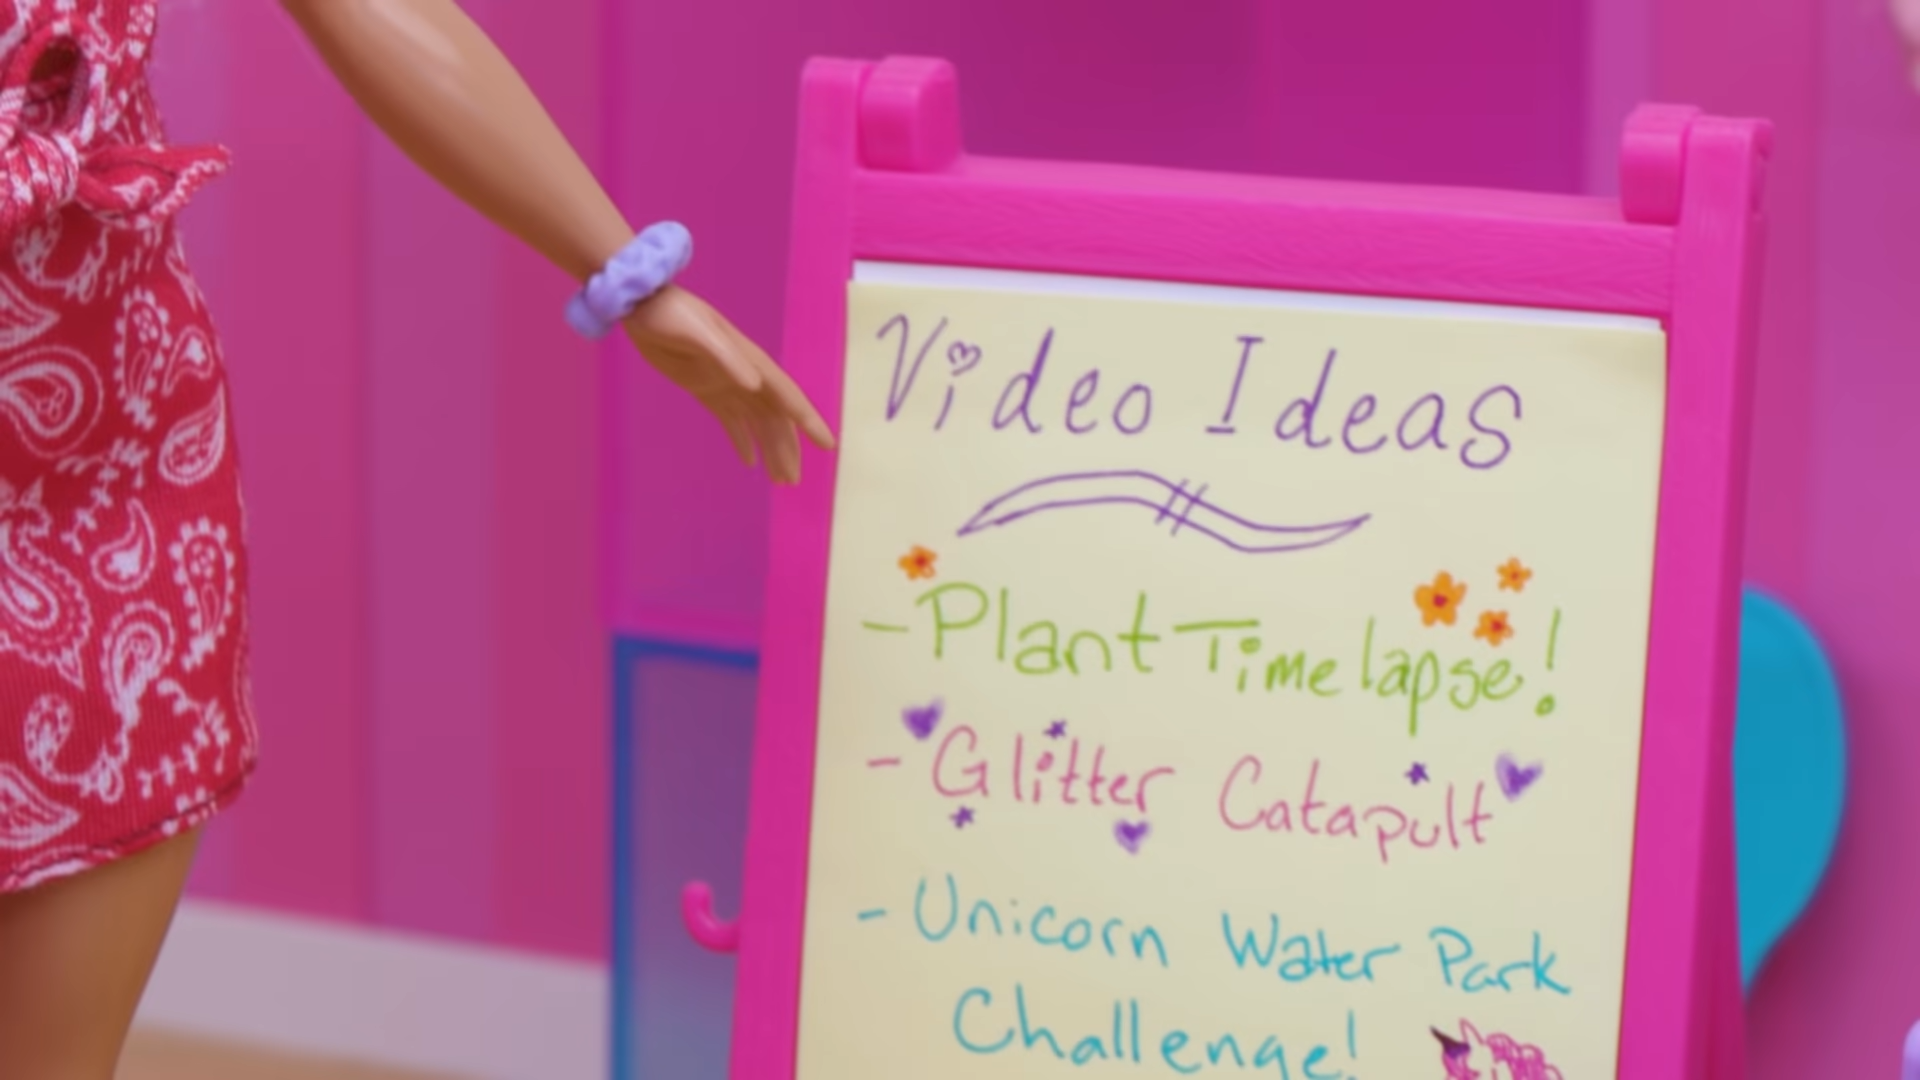 Video Ideas
- Plant Timelapse!
- Glitter Catapult
- Unicorn Water Park
Challenge!